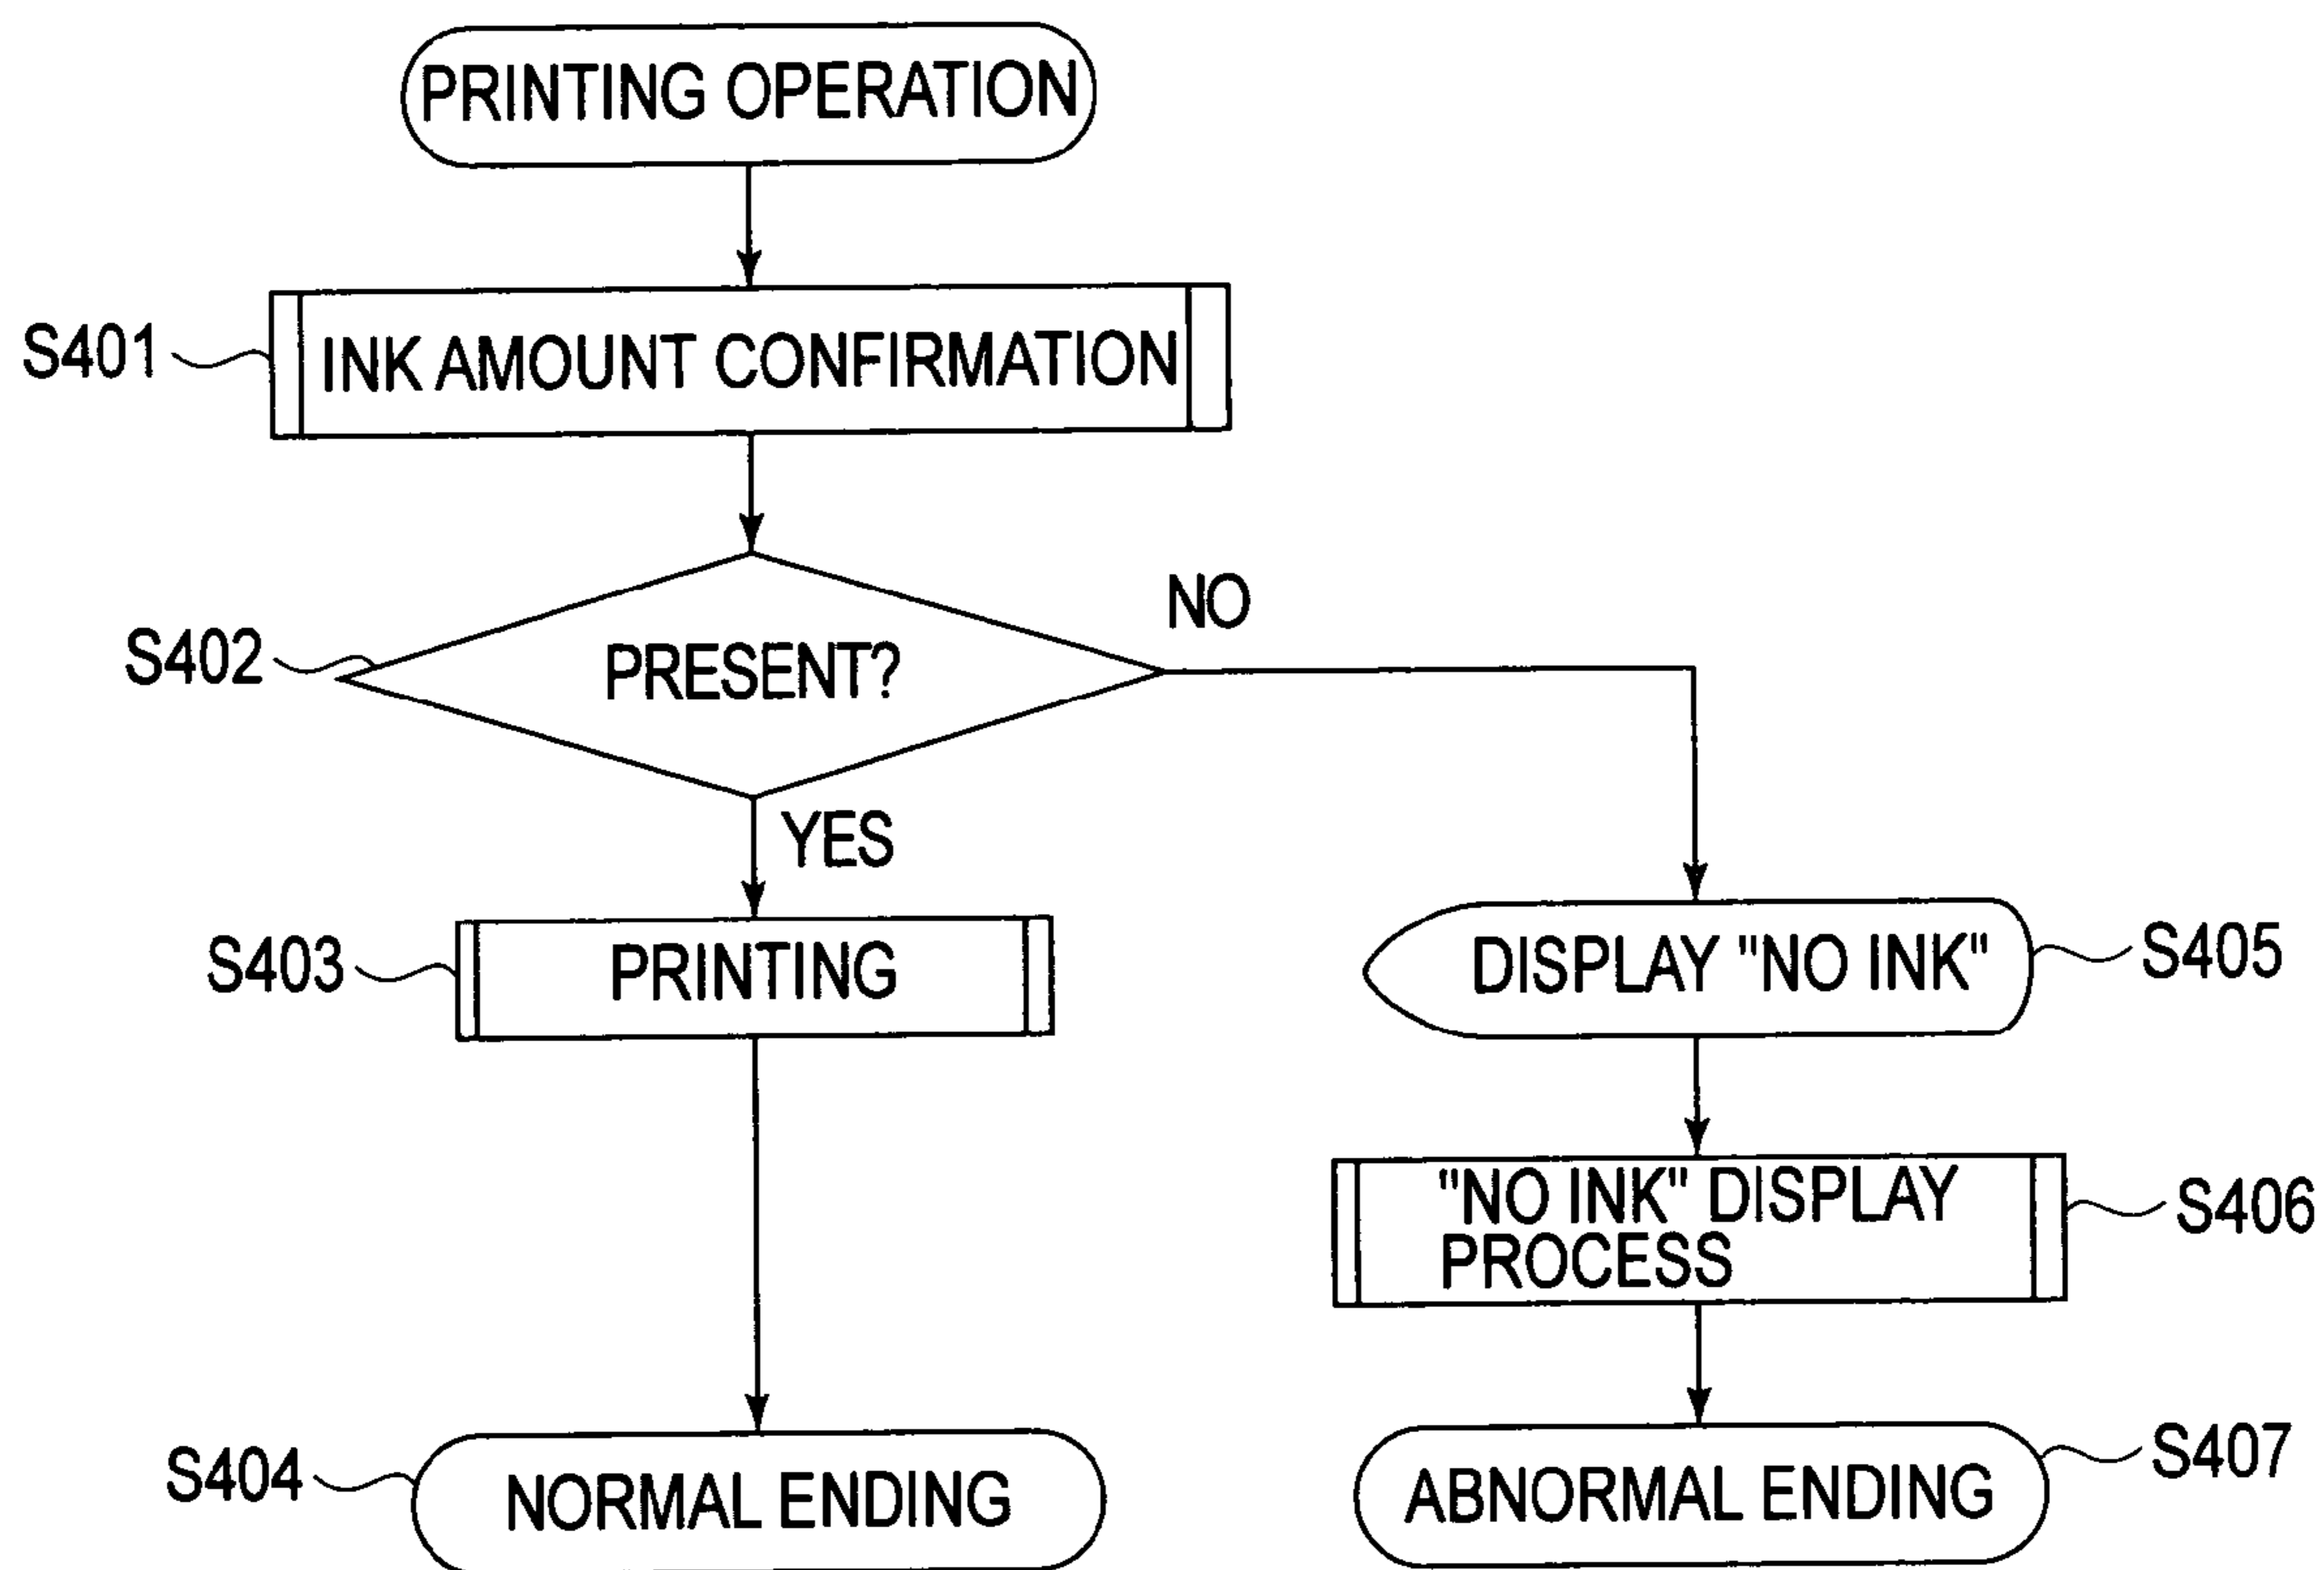 PRINTING OPERATION
S401
INK AMOUNT CONFIRMATION
S402
PRESENT?
NO
YES
S403
PRINTING
DISPLAY "NO INK"
S405
"NO INK" DISPLAY
PROCESS
S406
S404
NORMAL ENDING
ABNORMAL ENDING
S407